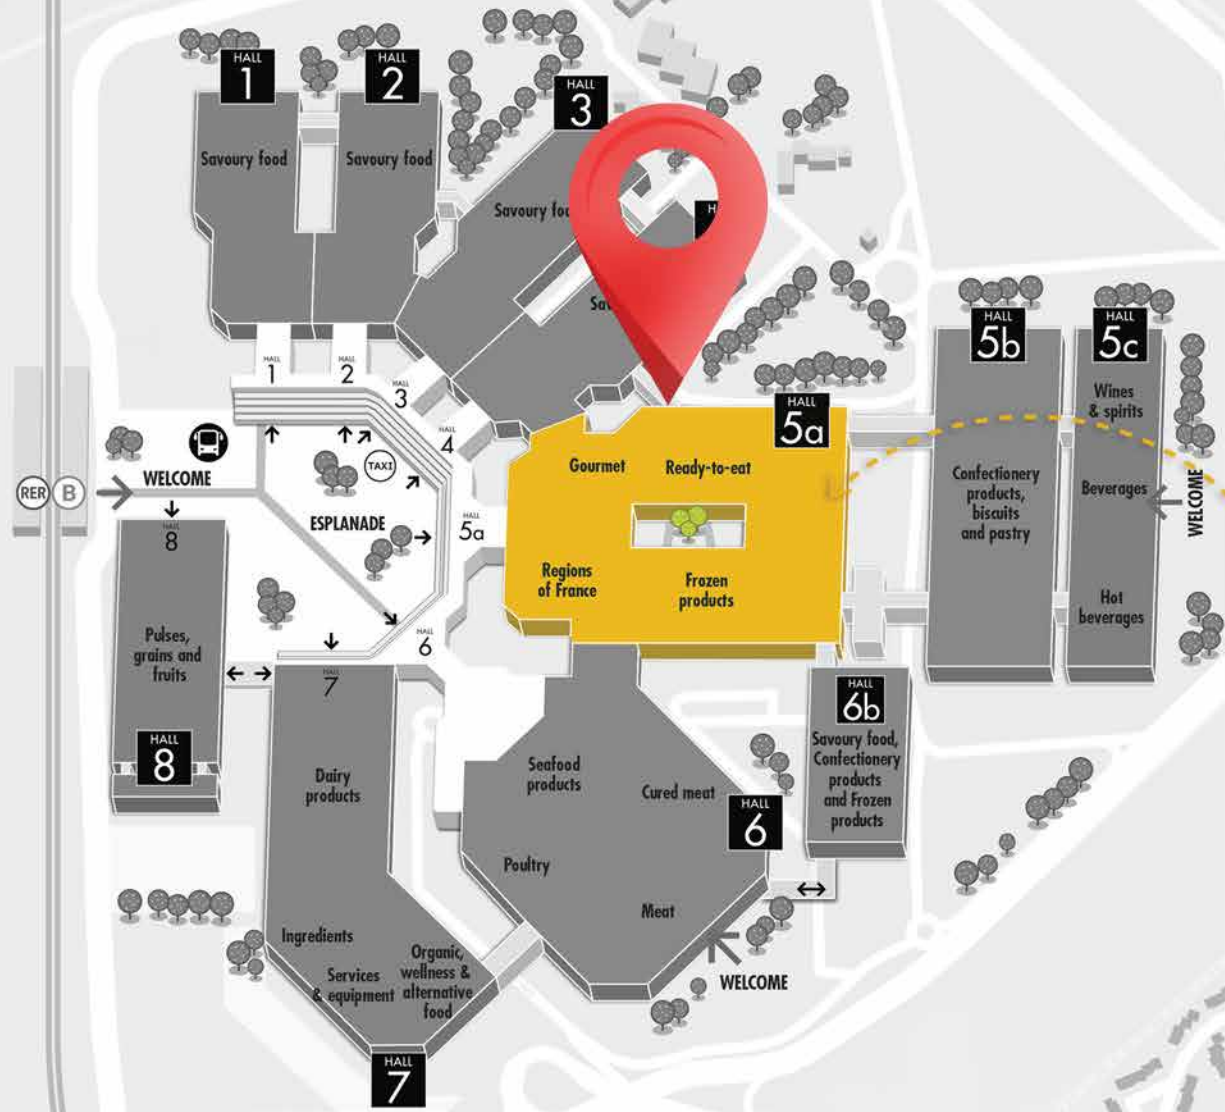 HALL
1
HALL
2
HALL
3
H
Savoury food
Savoury food
Savoury foo
Sav
HALL
1
HALL
2
HALL
3
HALL
4
HALL
5a
HALL
6
HALL
7
HALL
8
TAXI
RER
B
WELCOME
ESPLANADE
HALL
5a
Gourmet
Ready-to-eat
Regions
of France
Frozen
products
HALL
5b
Confectionery
products,
biscuits
and pastry
HALL
5c
Wines
& spirits
Beverages
Hot
beverages
WELCOME
Pulses,
grains and
fruits
HALL
8
Dairy
products
Ingredients
Services
& equipment
Organic,
wellness &
alternative
food
HALL
7
Seafood
products
Cured meat
Poultry
Meat
HALL
6
WELCOME
HALL
6b
Savoury food,
Confectionery
products
and Frozen
products